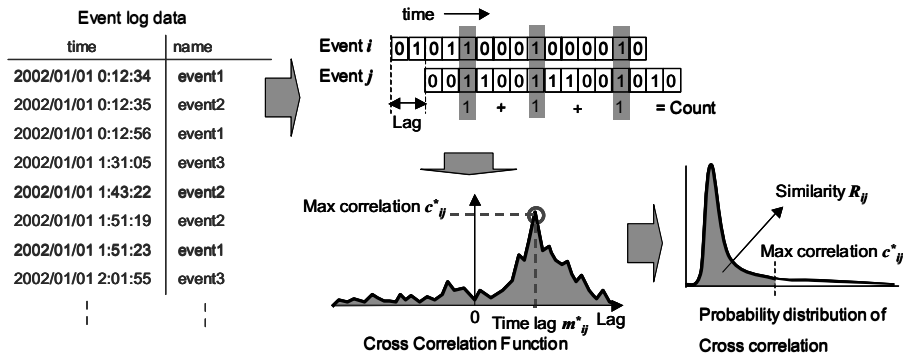 Event log data
time name
2002/01/01 0:12:34 event1
2002/01/01 0:12:35 event2
2002/01/01 0:12:56 event1
2002/01/01 1:31:05 event3
2002/01/01 1:43:22 event2
2002/01/01 1:51:19 event2
2002/01/01 1:51:23 event1
2002/01/01 2:01:55 event3
time
Event i 0 1 0 1 1 0 0 0 1 0 0 0 0 1 0
Event j 0 0 1 1 0 0 1 1 1 0 0 1 0 1 0
Lag 1 + 1 + 1 = Count
Max correlation c*ij
0 Time lag m*ij Lag
Cross Correlation Function
Similarity Rij
Max correlation c*ij
Probability distribution of
Cross correlation